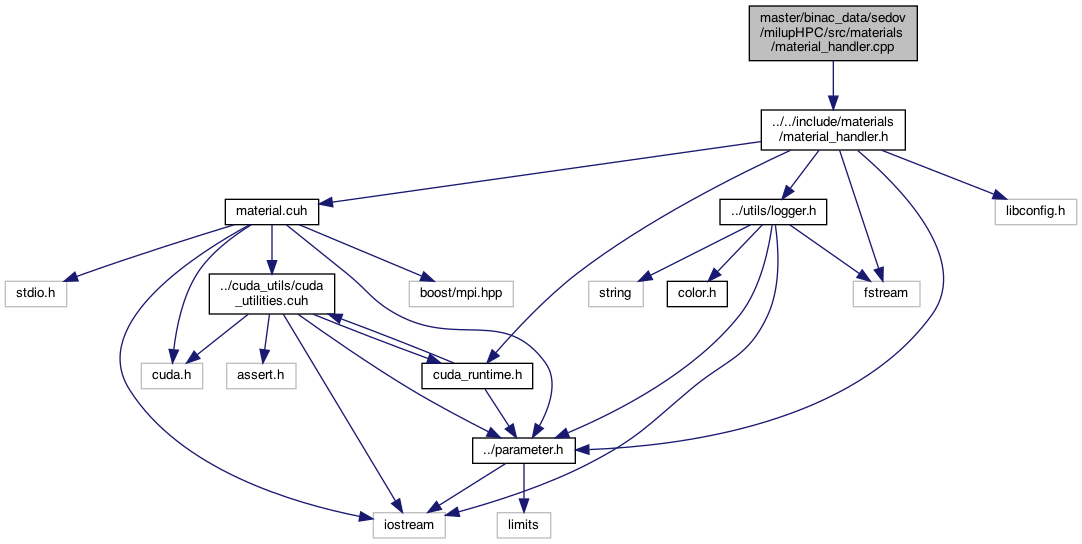 master/binac_data/sedov
/milupHPC/src/materials
/material_handler.cpp
../../include/materials
/material_handler.h
material.cuh
../utils/logger.h
libconfig.h
stdio.h
../cuda_utils/cuda
_utilities.cuh
boost/mpi.hpp
string
color.h
fstream
cuda.h
assert.h
cuda_runtime.h
../parameter.h
iostream
limits